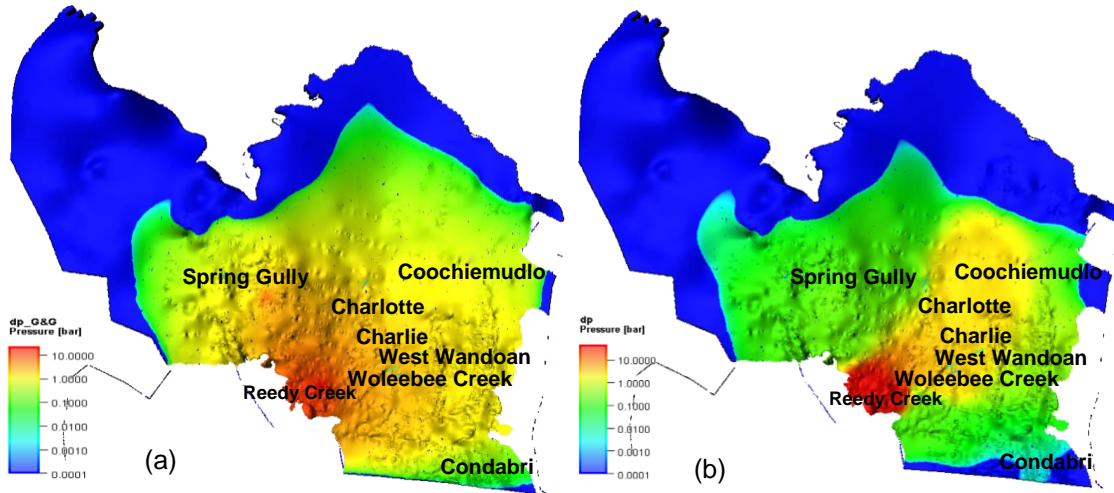 Spring Gully
Coochiemudlo
Charlotte
Charlie
West Wandoan
Woleebee Creek
Reedy Creek
Condabri
dp_G&G
Pressure [bar]
10.0000
1.0000
0.1000
0.0100
0.0010
0.0001
(a)
Spring Gully
Coochiemudlo
Charlotte
Charlie
West Wandoan
Woleebee Creek
Reedy Creek
Condabri
dp
Pressure [bar]
10.0000
1.0000
0.1000
0.0100
0.0010
0.0001
(b)